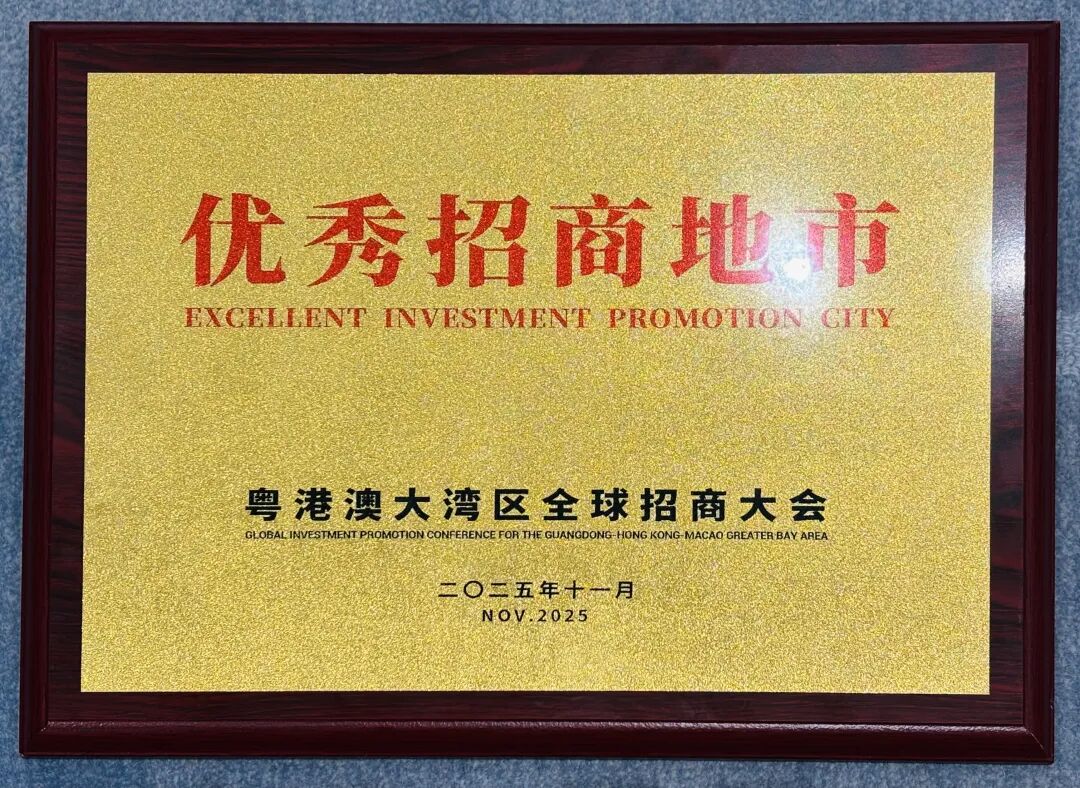 优秀招商地市
EXCELLENT INVESTMENT PROMOTION CITY
粤港澳大湾区全球招商大会
GLOBAL INVESTMENT PROMOTION CONFERENCE FOR THE GUANGDONG-HONG KONG-MACAO GREATER BAY AREA
二〇二五年十一月
NOV.2025